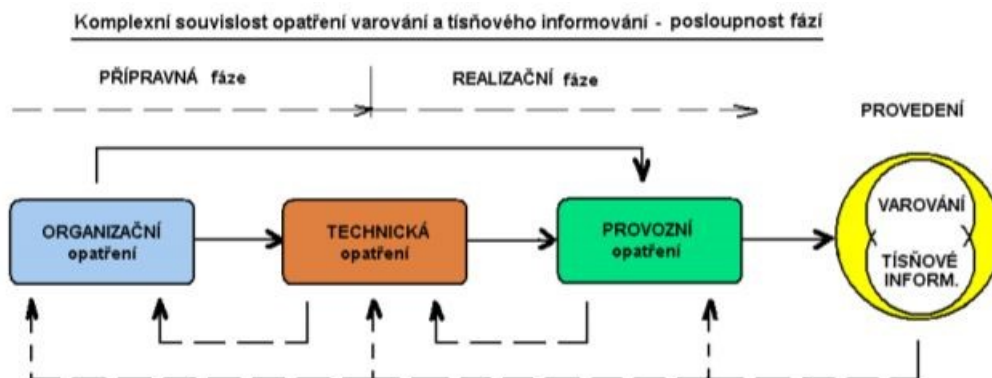 Komplexní souvislost opatření varování a tísňového informování - posloupnost fází
PŘÍPRAVNÁ fáze
REALIZAČNÍ fáze
PROVEDENÍ
ORGANIZAČNÍ
opatření
TECHNICKÁ
opatření
PROVOZNÍ
opatření
VAROVÁNÍ
TÍSŇOVÉ
INFORM.